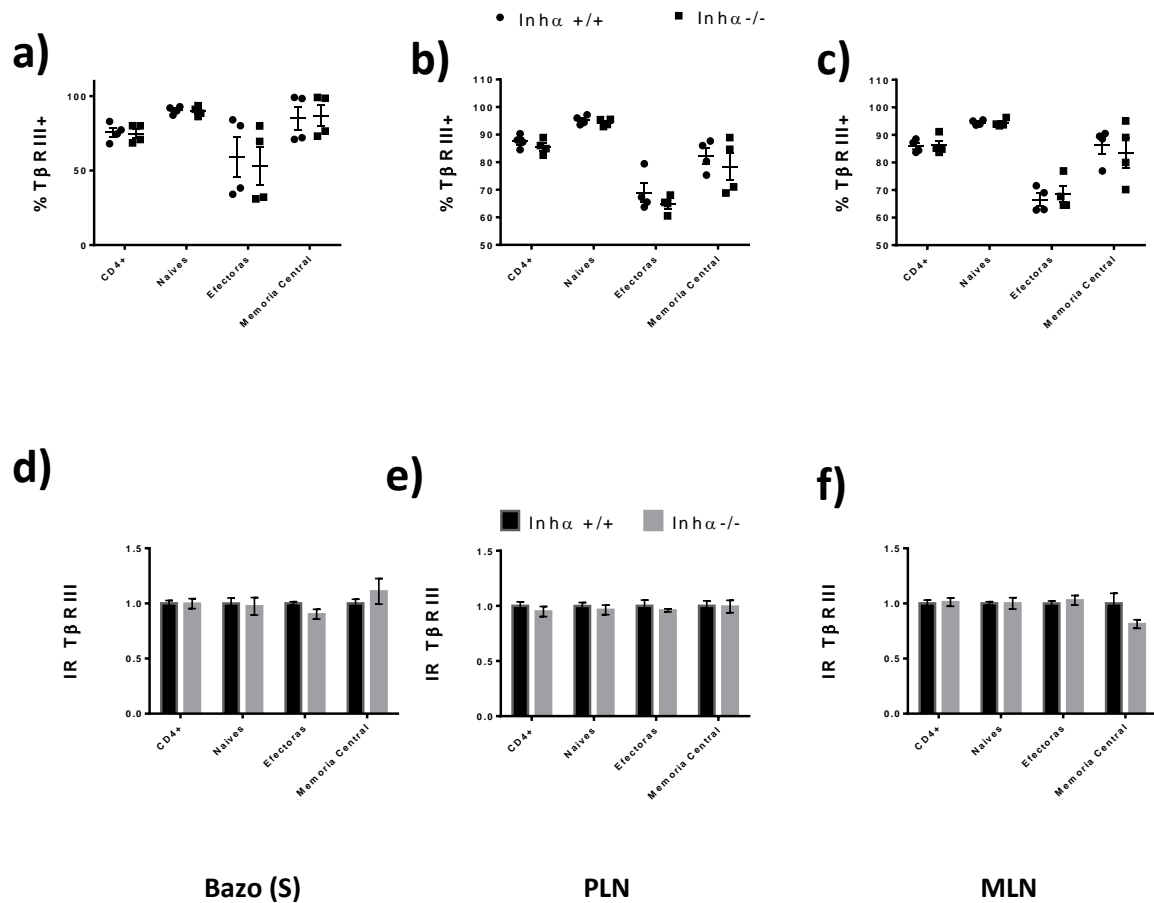 Inhα +/+ Inhα-/-
a)
% TβRIII+
100
50
0
CD4+
Naives
Efectoras
Memoria Central
b)
% TβRIII+
110
100
90
80
70
60
50
CD4+
Naives
Efectoras
Memoria Central
c)
% TβRIII+
110
100
90
80
70
60
50
CD4+
Naives
Efectoras
Memoria Central
d)
IR TβRIII
1.5
1.0
0.5
0.0
CD4+
Naives
Efectoras
Memoria Central
e)
Inhα +/+ Inhα-/-
IR TβRIII
1.5
1.0
0.5
0.0
CD4+
Naives
Efectoras
Memoria Central
f)
IR TβRIII
1.5
1.0
0.5
0.0
CD4+
Naives
Efectoras
Memoria Central
Bazo (S)
PLN
MLN